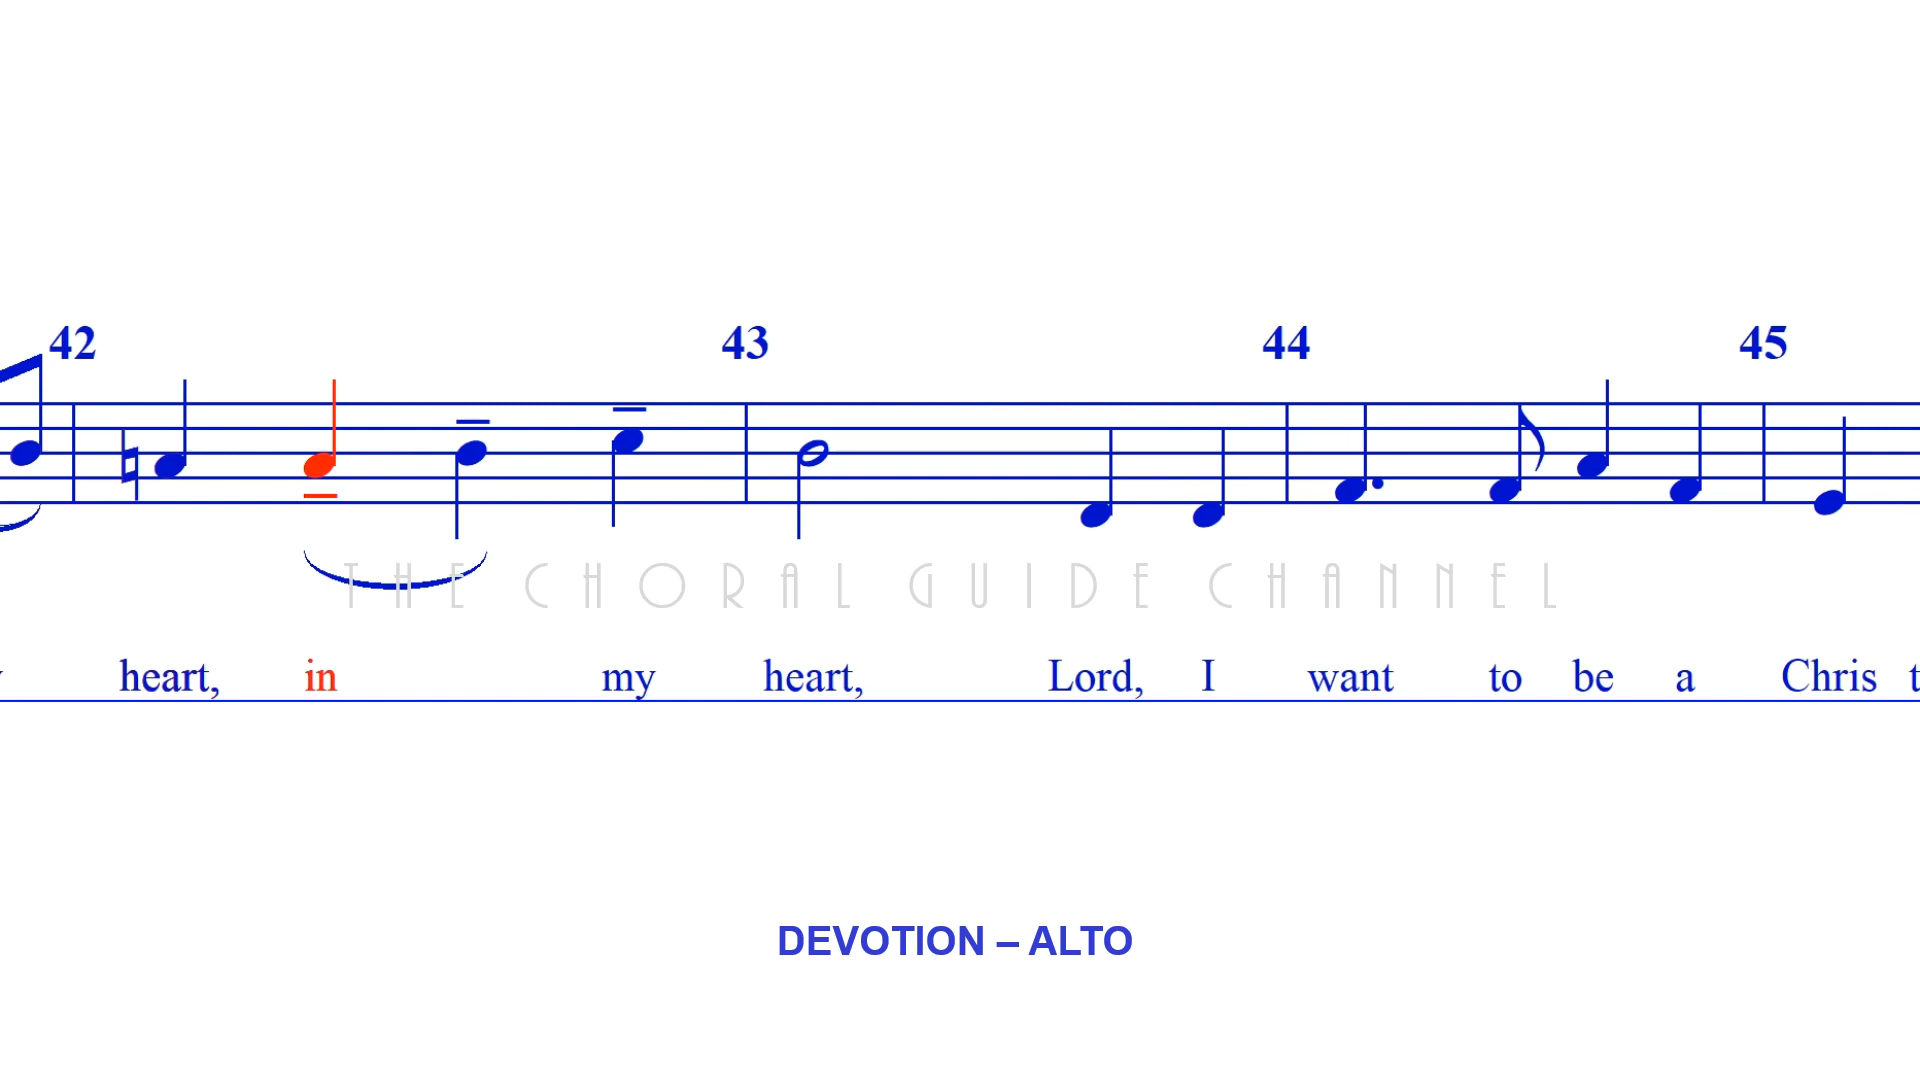 42 43 44 45
THE CHORAL GUIDE CHANNEL
heart, in my heart, Lord, I want to be a Chris
DEVOTION – ALTO